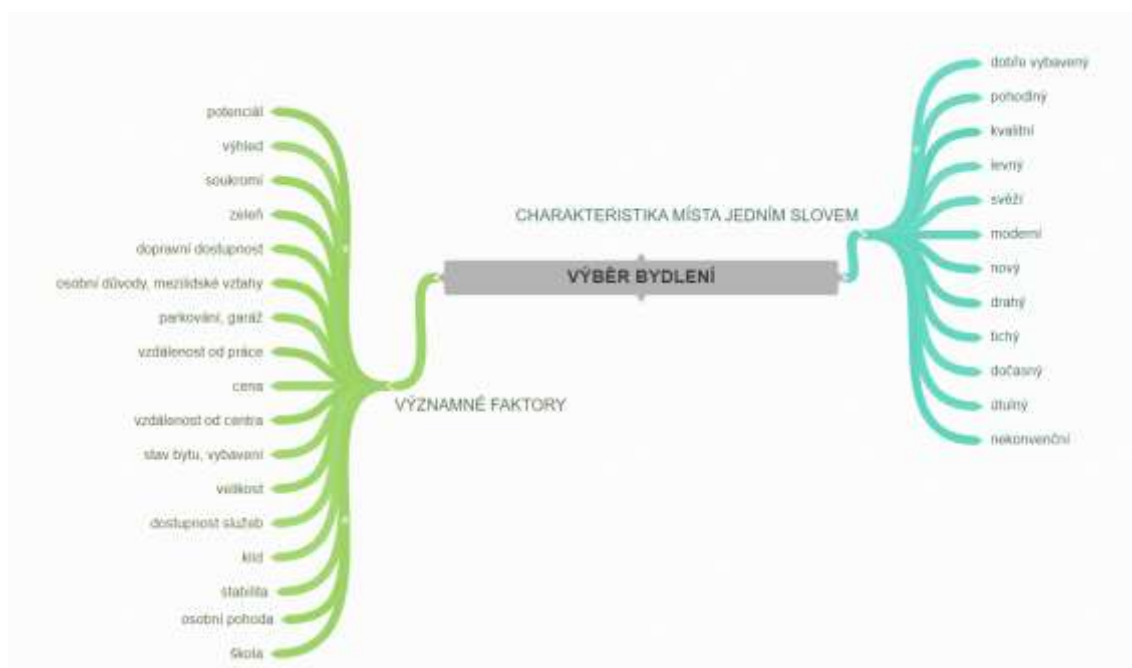 VÝBĚR BYDLENÍ
VÝZNAMNÉ FAKTORY
potenciál
výhled
soukromí
zeleň
dopravní dostupnost
osobní důvody, mezilidské vztahy
parkování, garáž
vzdálenost od práce
cena
vzdálenost od centra
stav bytu, vybavení
velikost
dostupnost služeb
klid
stabilita
osobní pohoda
škola
CHARAKTERISTIKA MÍSTA JEDNÍM SLOVEM
dobře vybavený
pohodlný
kvalitní
levný
svěží
moderní
nový
drahý
tichý
dočasný
útulný
nekonvenční